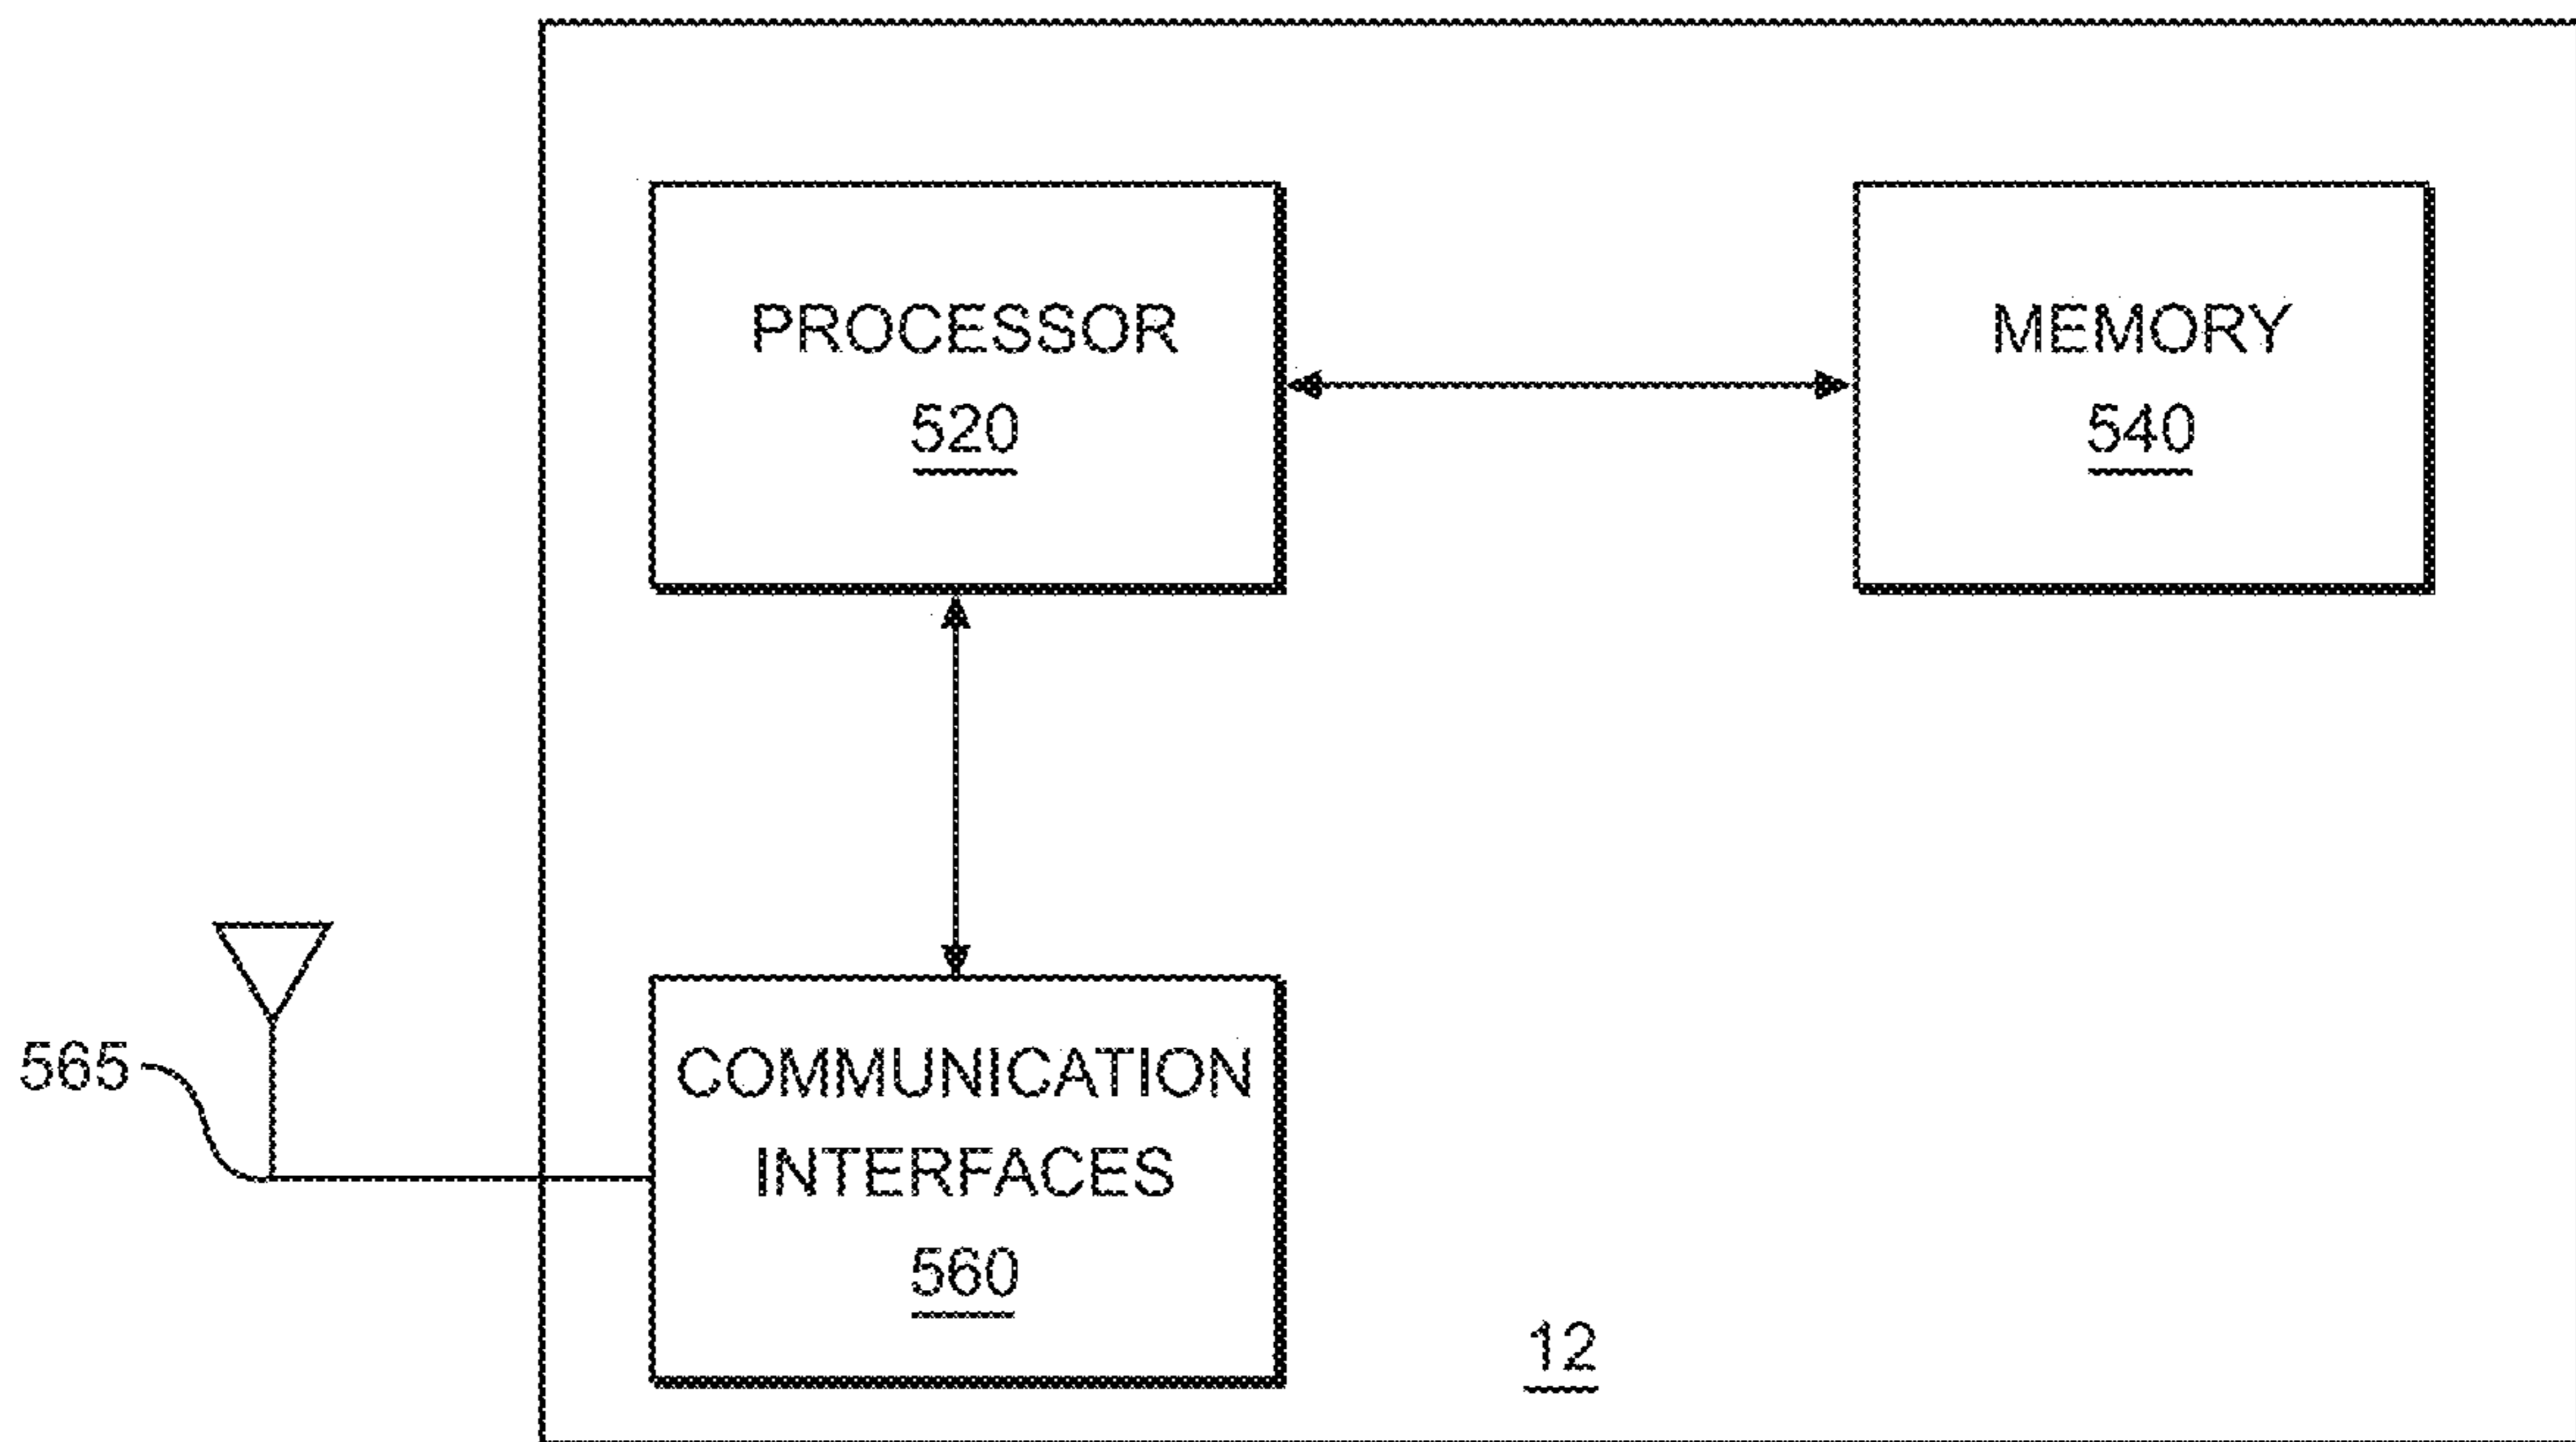 PROCESSOR
520
MEMORY
540
565
COMMUNICATION
INTERFACES
560
12